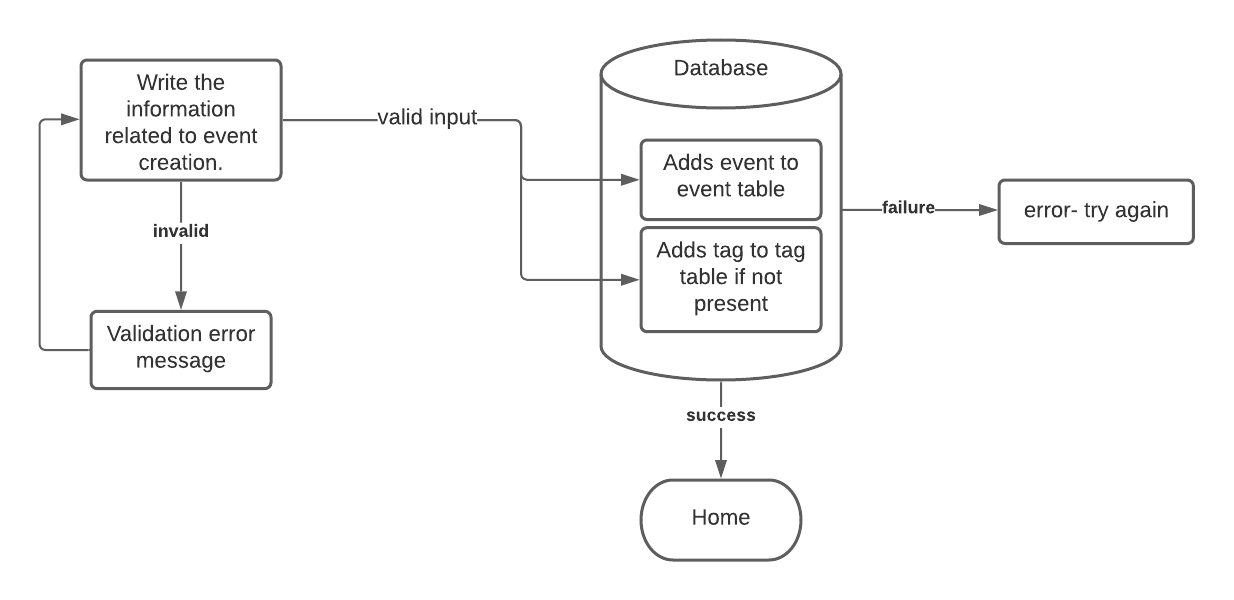 Write the
information
related to event
creation.
invalid
Validation error
message
valid input
Database
Adds event to
event table
Adds tag to tag
table if not
present
failure
error- try again
success
Home